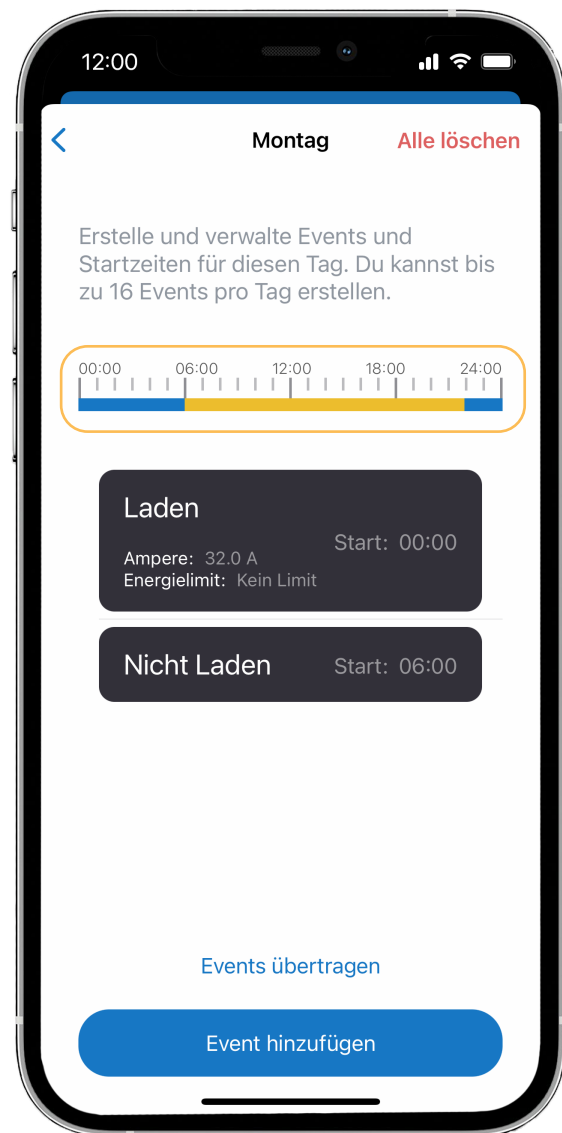 12:00
Montag
Alle löschen
Erstelle und verwalte Events und
Startzeiten für diesen Tag. Du kannst bis
zu 16 Events pro Tag erstellen.
00:00 06:00 12:00 18:00 24:00
Laden
Start: 00:00
Ampere: 32.0 A
Energielimit: Kein Limit
Nicht Laden Start: 06:00
Events übertragen
Event hinzufügen